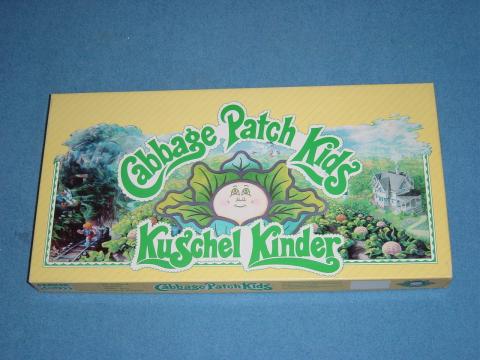 Cabbage Patch Kids
Kuschel Kinder
Cabbage Patch Kids